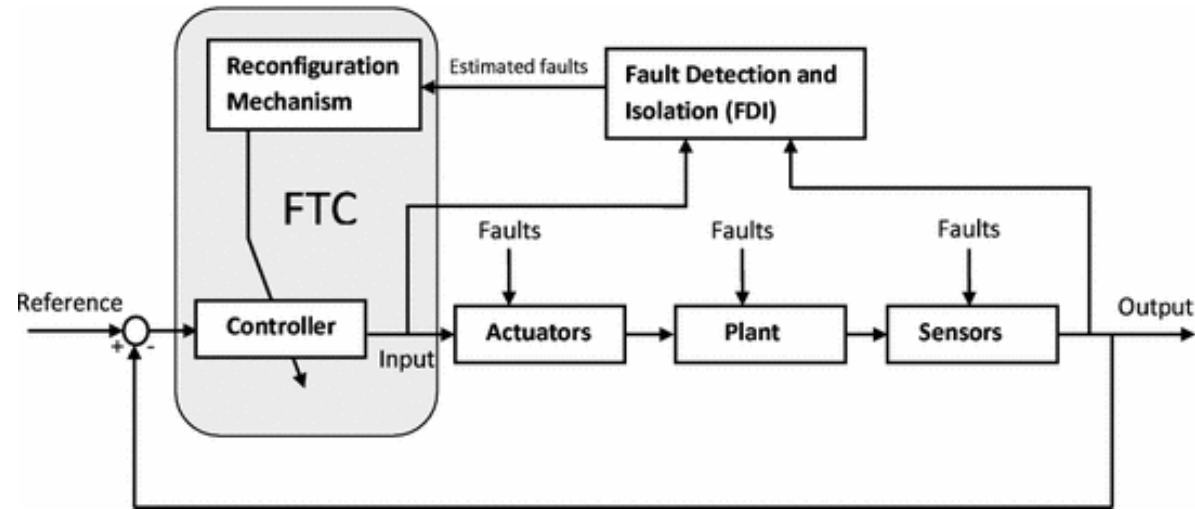 Reconfiguration
Mechanism
Estimated faults
Fault Detection and
Isolation (FDI)
FTC
Faults
Faults
Faults
Reference
+
-
Controller
Input
Actuators
Plant
Sensors
Output